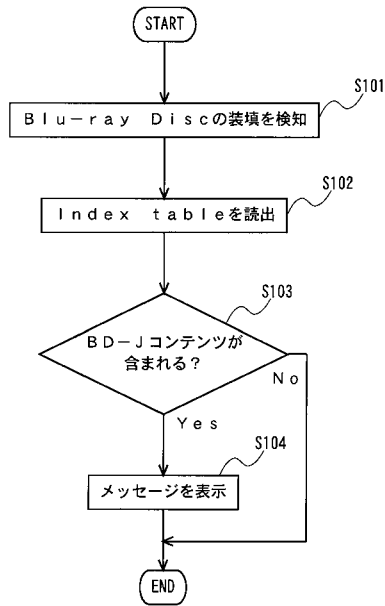 START
S101
Blu-ray Discの装填を検知
S102
Index tableを読出
S103
BD-Jコンテンツが
含まれる？
No
Yes
S104
メッセージを表示
END